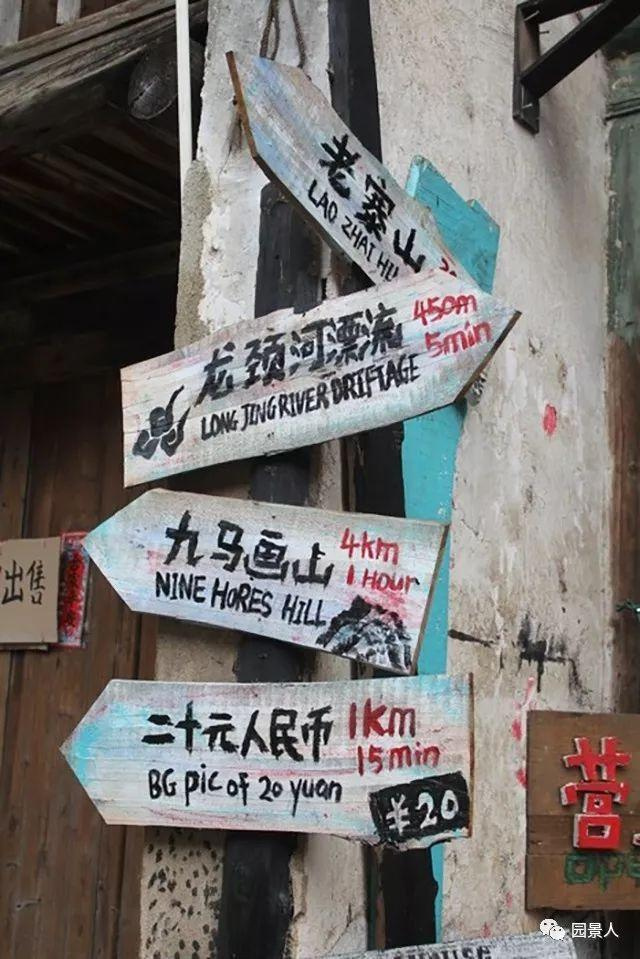 老寨山
LAO ZHAI
龙颈河漂流
450m
5min
LONG JING RIVER DRIFTAGE
九马画山
4km
1 HOUR
NINE HORES HILL
出售
二十元人民币
1Km
15min
BG pic of 20 yuan
¥20
营
园景人